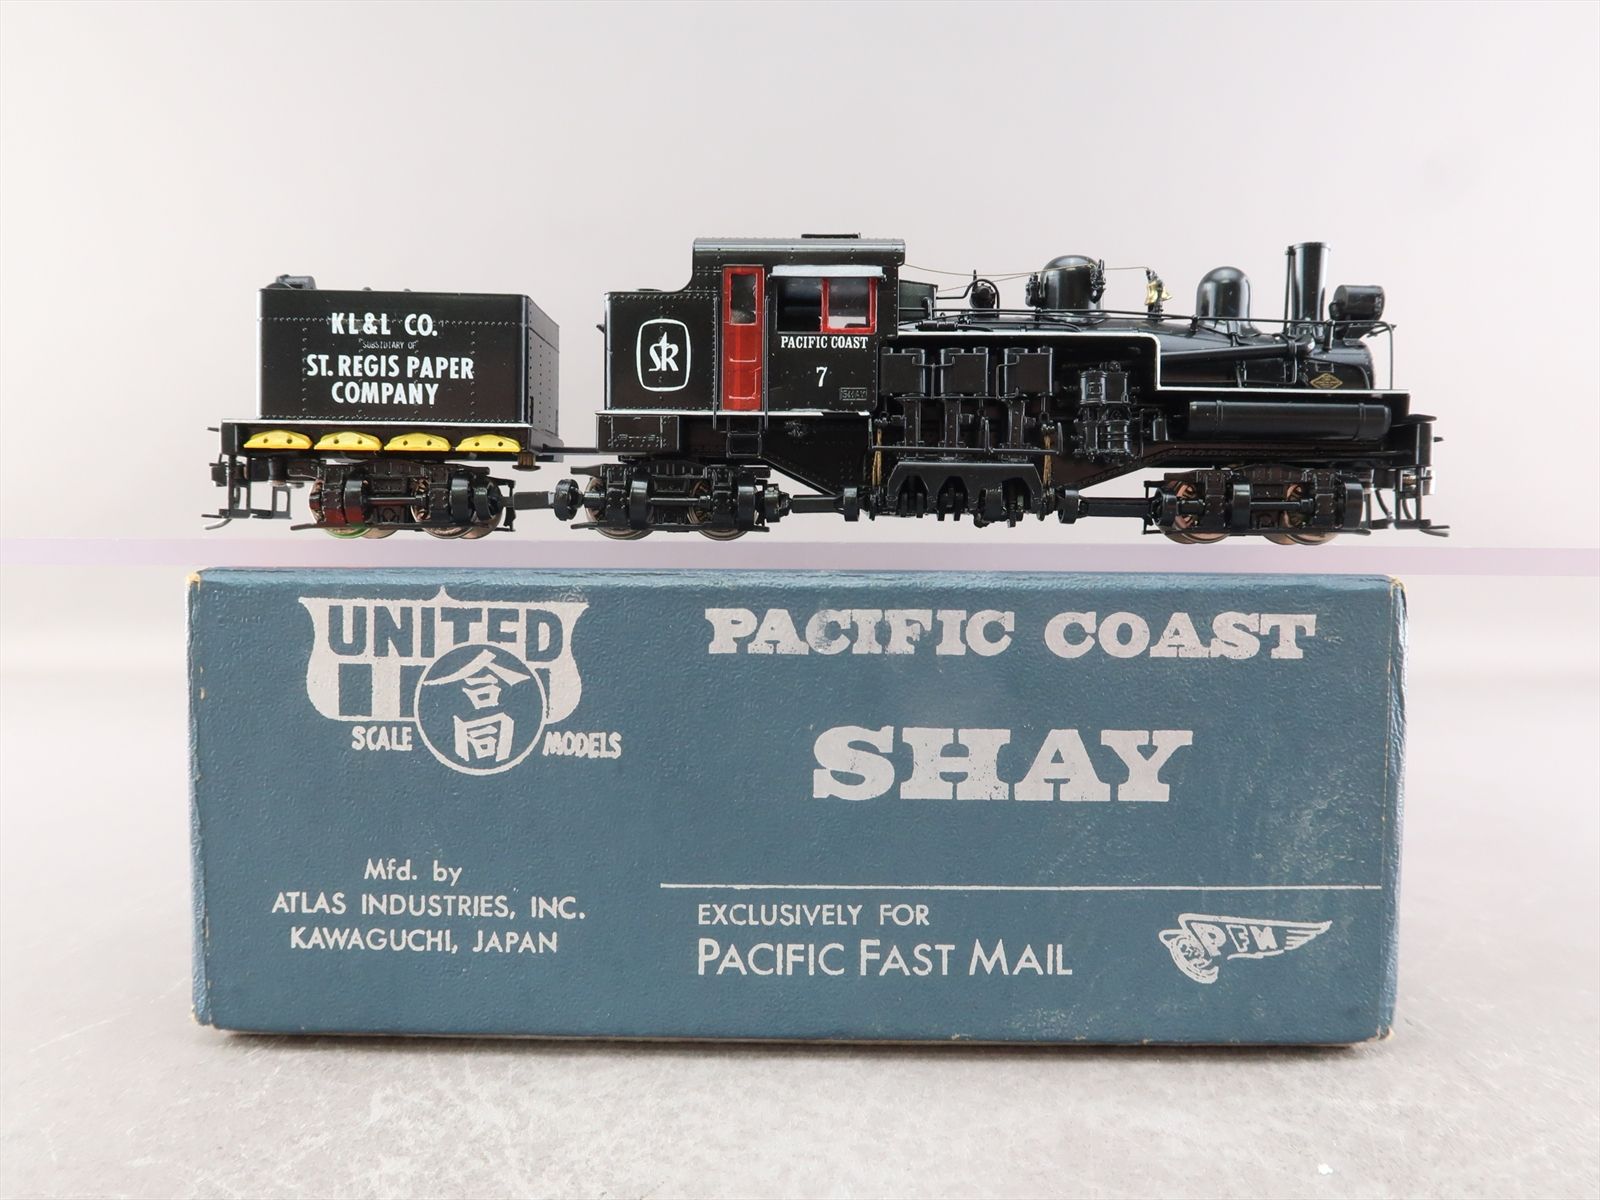 KL&L CO.
SUBSIDIARY OF
ST. REGIS PAPER
COMPANY
SR
PACIFIC COAST
7
SHAY
UNITED
合同
SCALE MODELS
PACIFIC COAST
SHAY
Mfd. by
ATLAS INDUSTRIES, INC.
KAWAGUCHI, JAPAN
EXCLUSIVELY FOR
PACIFIC FAST MAIL
PFM